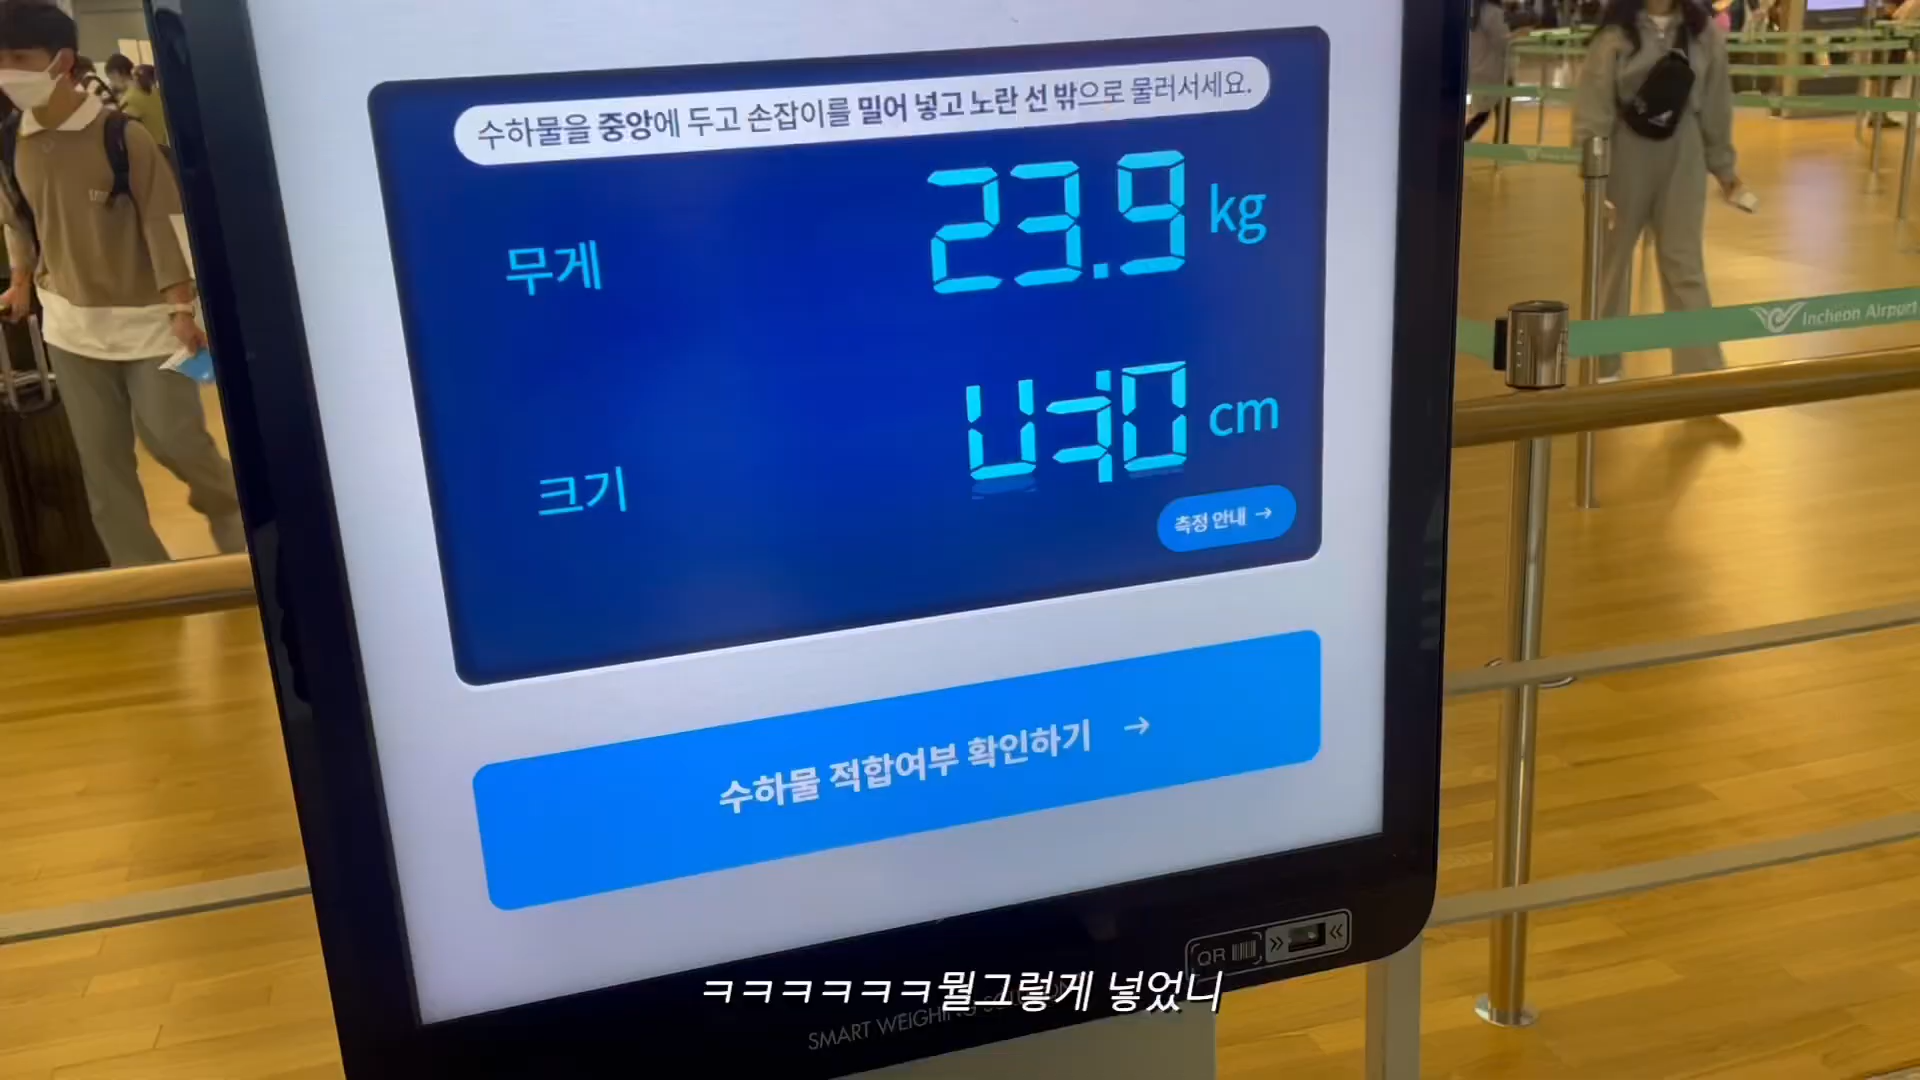 수하물을 중앙에 두고 손잡이를 밀어 넣고 노란 선 밖으로 물러서세요.
무게 23.9 kg
크기 cm
측정 안내 →
수하물 적합여부 확인하기 →
QR
SMART WEIGHING SOLUTION
ㅋㅋㅋㅋㅋㅋ뭘그렇게 넣었니
Incheon Airport